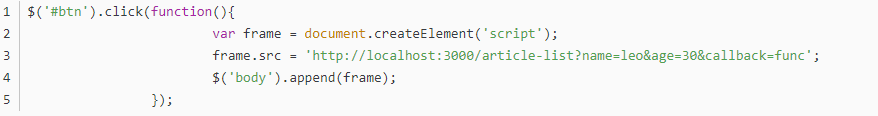 1 $('#btn').click(function(){
2 var frame = document.createElement('script');
3 frame.src = 'http://localhost:3000/article-list?name=leo&age=30&callback=func';
4 $('body').append(frame);
5 });